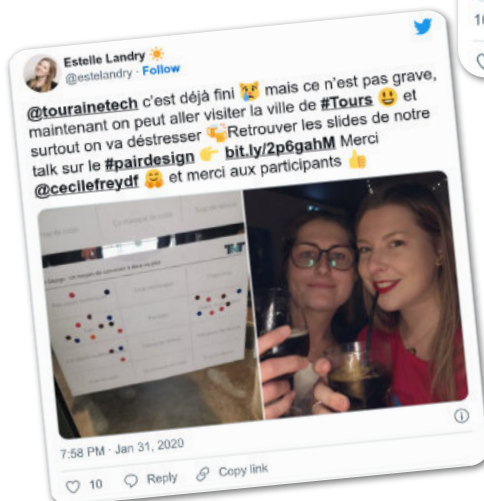 Estelle Landry ☀️
@estelandry · Follow
@tourainetech c'est déjà fini 😿 mais ce n'est pas grave,
maintenant on peut aller visiter la ville de #Tours 😃 et
surtout on va déstresser 🍻Retrouver les slides de notre
talk sur le #pairdesign 👉 bit.ly/2p6gahM Merci
@cecilefreydf 🤗 et merci aux participants 👍
7:58 PM · Jan 31, 2020
10 Reply Copy link